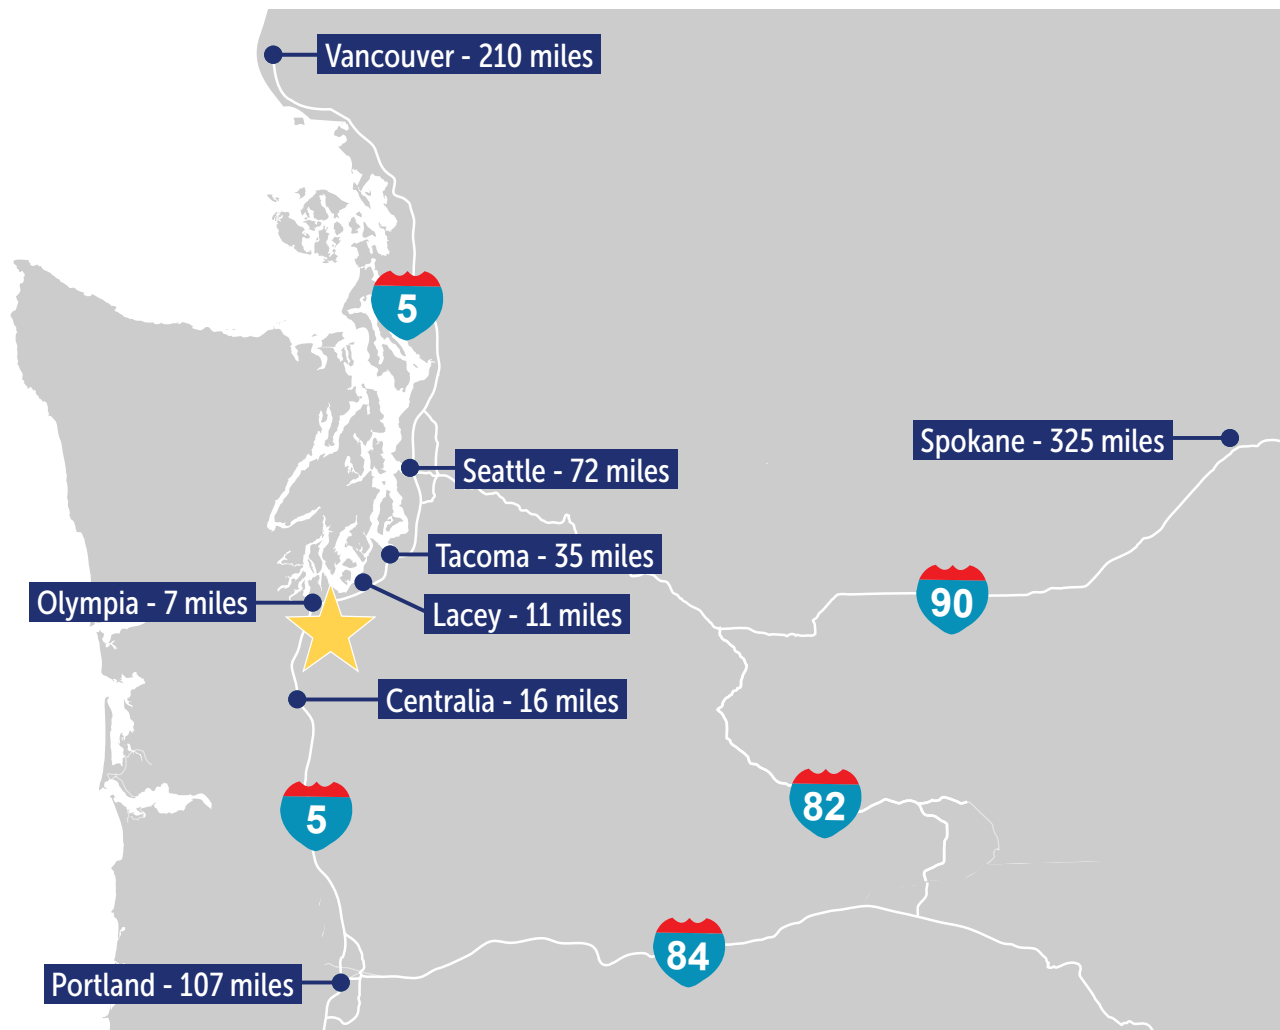 Vancouver - 210 miles
5
Spokane - 325 miles
Seattle - 72 miles
Tacoma - 35 miles
90
Olympia - 7 miles
Lacey - 11 miles
Centralia - 16 miles
82
5
84
Portland - 107 miles